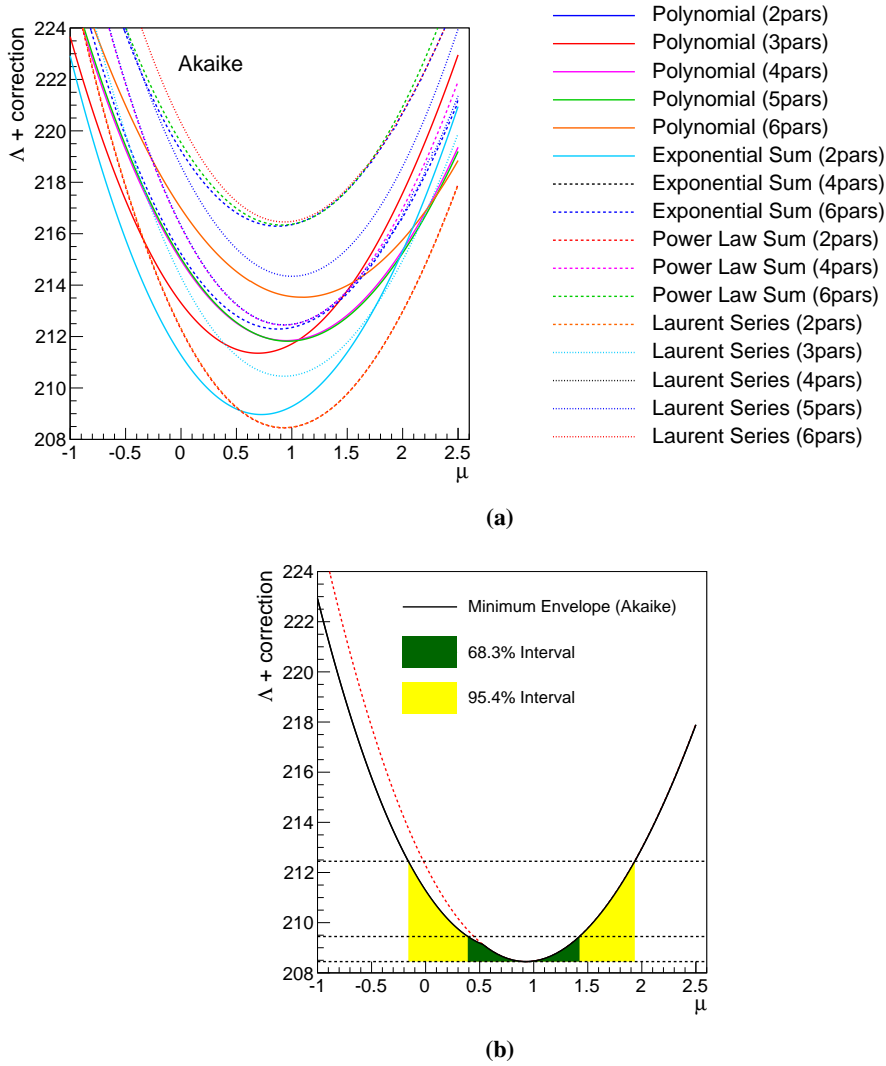 Λ + correction
224
222
220
218
216
214
212
210
208
-1 -0.5 0 0.5 1 1.5 2 2.5
μ
Akaike
Polynomial (2pars)
Polynomial (3pars)
Polynomial (4pars)
Polynomial (5pars)
Polynomial (6pars)
Exponential Sum (2pars)
Exponential Sum (4pars)
Exponential Sum (6pars)
Power Law Sum (2pars)
Power Law Sum (4pars)
Power Law Sum (6pars)
Laurent Series (2pars)
Laurent Series (3pars)
Laurent Series (4pars)
Laurent Series (5pars)
Laurent Series (6pars)
(a)
Λ + correction
224
222
220
218
216
214
212
210
208
-1 -0.5 0 0.5 1 1.5 2 2.5
μ
Minimum Envelope (Akaike)
68.3% Interval
95.4% Interval
(b)